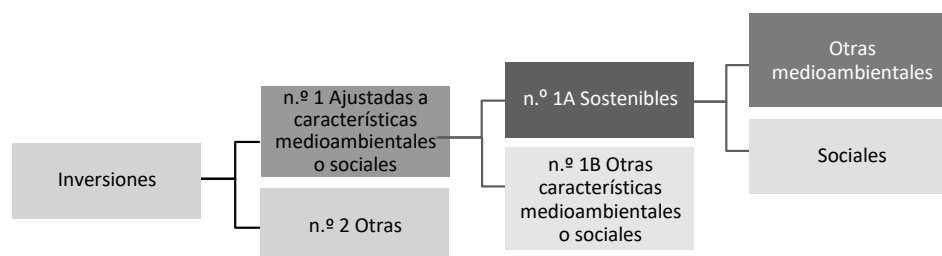 Inversiones
n.º 1 Ajustadas a
características
medioambientales
o sociales
n.º 2 Otras
n.º 1A Sostenibles
n.º 1B Otras
características
medioambientales
o sociales
Otras
medioambientales
Sociales